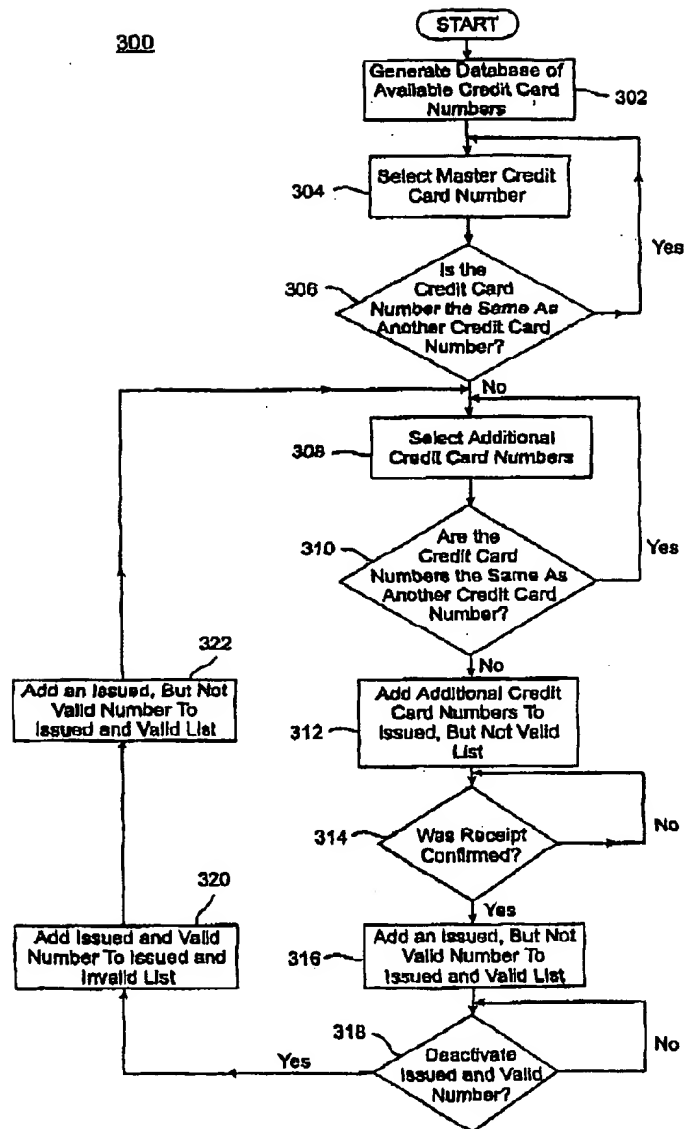 300
START
Generate Database of
Available Credit Card
Numbers
302
Select Master Credit
Card Number
304
Yes
Is the
Credit Card
Number the Same As
Another Credit Card
Number?
306
No
Select Additional
Credit Card Numbers
308
Are the
Credit Card
Numbers the Same As
Another Credit Card
Number?
310
Yes
No
322
Add an Issued, But Not
Valid Number To
Issued and Valid List
Add Additional Credit
Card Numbers To
Issued, But Not Valid
List
312
Was Receipt
Confirmed?
314
No
Yes
320
Add Issued and Valid
Number To Issued and
Invalid List
Add an Issued, But Not
Valid Number To
Issued and Valid List
316
318
Deactivate
Issued and Valid
Number?
Yes
No